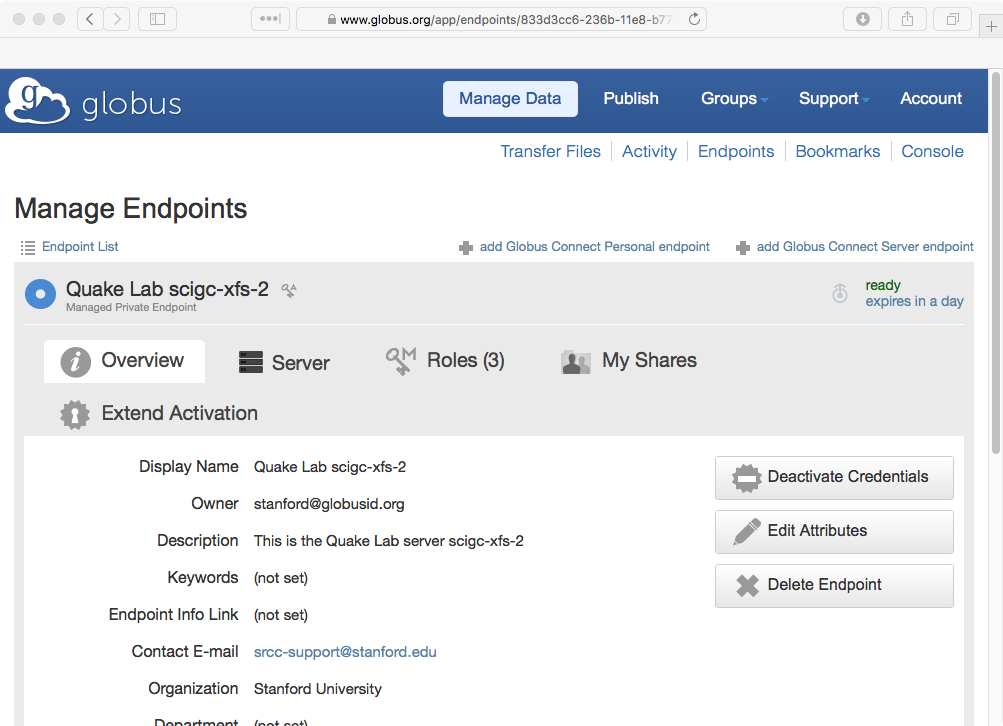 www.globus.org/app/endpoints/833d3cc6-236b-11e8-b77
globus
Manage Data Publish Groups Support Account
Transfer Files Activity Endpoints Bookmarks Console
Manage Endpoints
Endpoint List add Globus Connect Personal endpoint add Globus Connect Server endpoint
Quake Lab scigc-xfs-2 ready
Managed Private Endpoint expires in a day
Overview Server Roles (3) My Shares
Extend Activation
Display Name Quake Lab scigc-xfs-2 Deactivate Credentials
Owner stanford@globusid.org
Description This is the Quake Lab server scigc-xfs-2 Edit Attributes
Keywords (not set) Delete Endpoint
Endpoint Info Link (not set)
Contact E-mail srcc-support@stanford.edu
Organization Stanford University
Department (not set)